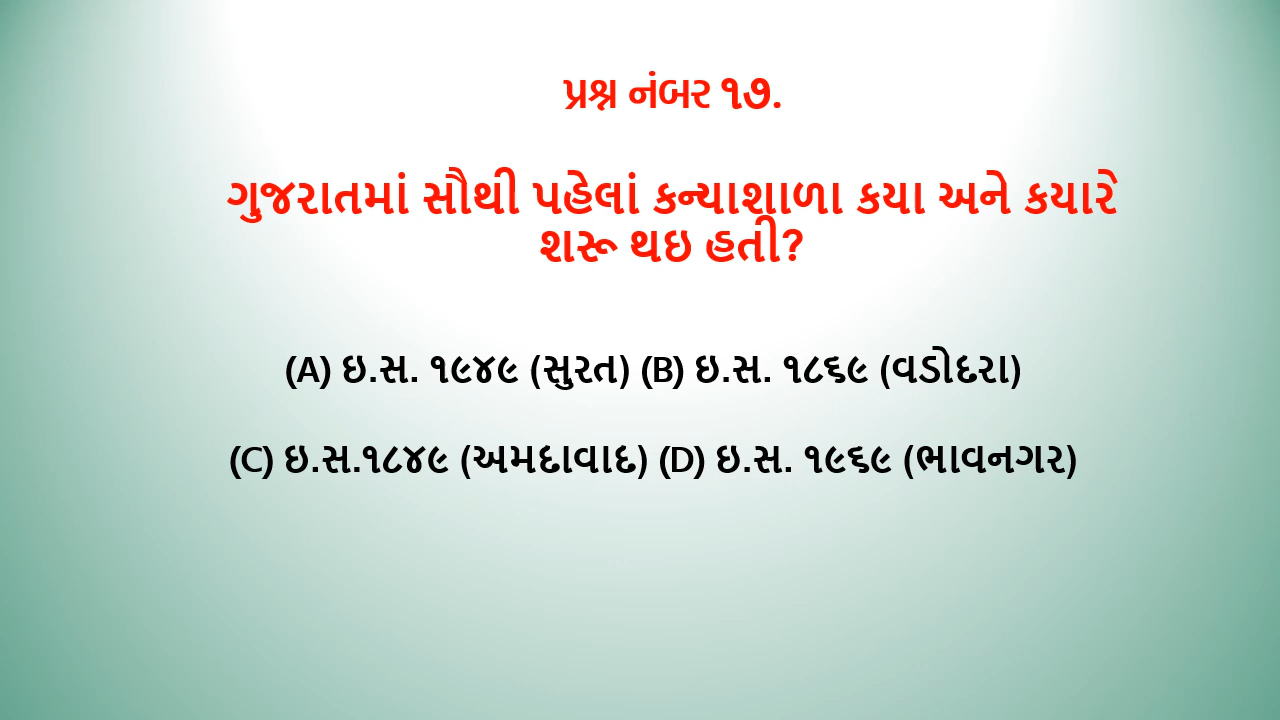 પ્રશ્ન નંબર ૧૭.
ગુજરાતમાં સૌથી પહેલાં કન્યાશાળા કયા અને કયારે
શરૂ થઇ હતી?
(A) ઇ.સ. ૧૯૪૯ (સુરત) (B) ઇ.સ. ૧૮૬૯ (વડોદરા)
(C) ઇ.સ.૧૮૪૯ (અમદાવાદ) (D) ઇ.સ. ૧૯૬૯ (ભાવનગર)